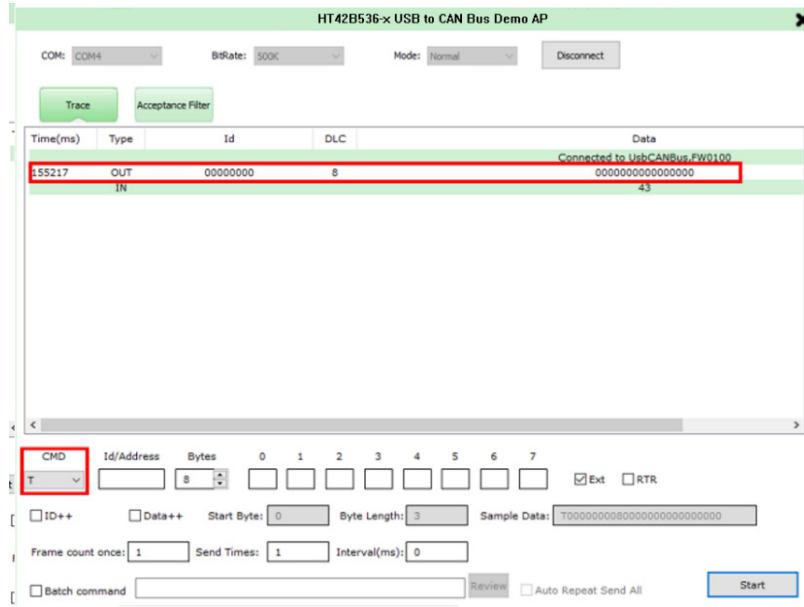 HT42B536-x USB to CAN Bus Demo AP
COM: COM4 BitRate: 500K Mode: Normal Disconnect
Trace Acceptance Filter
Time(ms) Type Id DLC Data
Connected to UsbCANBus,FW0100
155217 OUT 00000000 8 0000000000000000
IN 43
CMD Id/Address Bytes 0 1 2 3 4 5 6 7
T 8 Ext RTR
ID++ Data++ Start Byte: 0 Byte Length: 3 Sample Data: T0000000080000000000000000
Frame count once: 1 Send Times: 1 Interval(ms): 0
Batch command Review Auto Repeat Send All Start